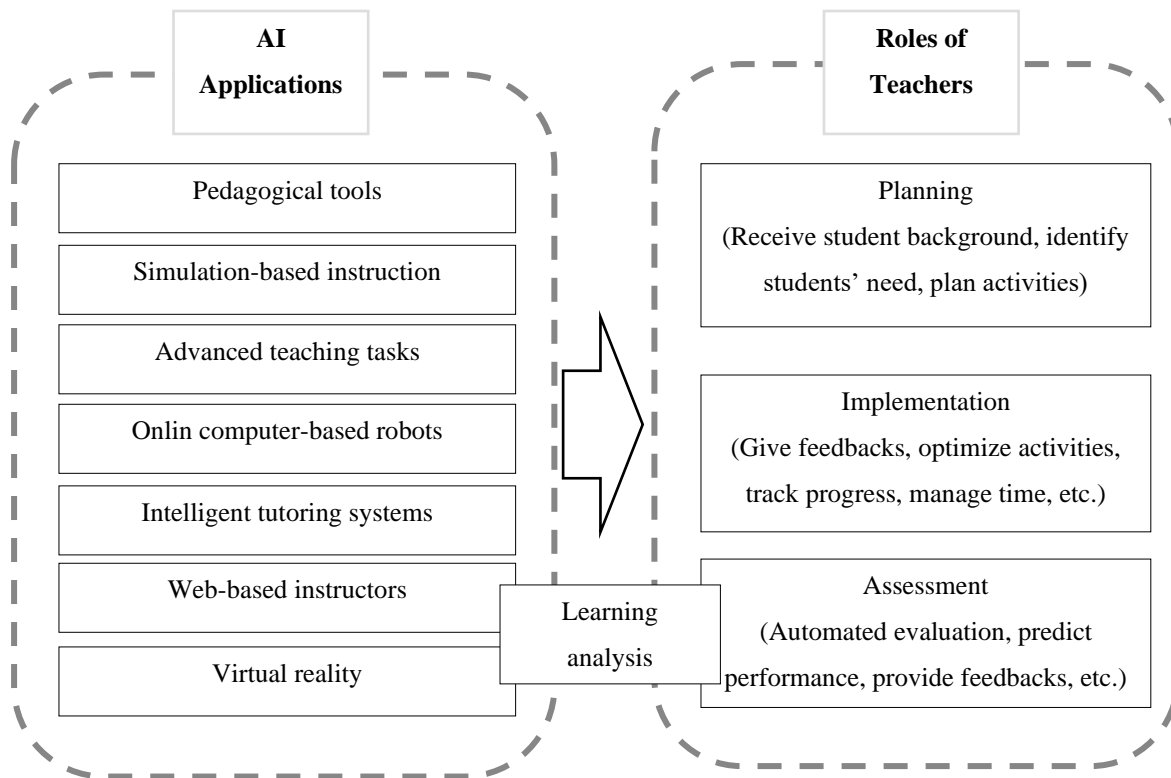 AI
Applications
Pedagogical tools
Simulation-based instruction
Advanced teaching tasks
Onlin computer-based robots
Intelligent tutoring systems
Web-based instructors
Virtual reality
Learning
analysis
Roles of
Teachers
Planning
(Receive student background, identify
students’ need, plan activities)
Implementation
(Give feedbacks, optimize activities,
track progress, manage time, etc.)
Assessment
(Automated evaluation, predict
performance, provide feedbacks, etc.)